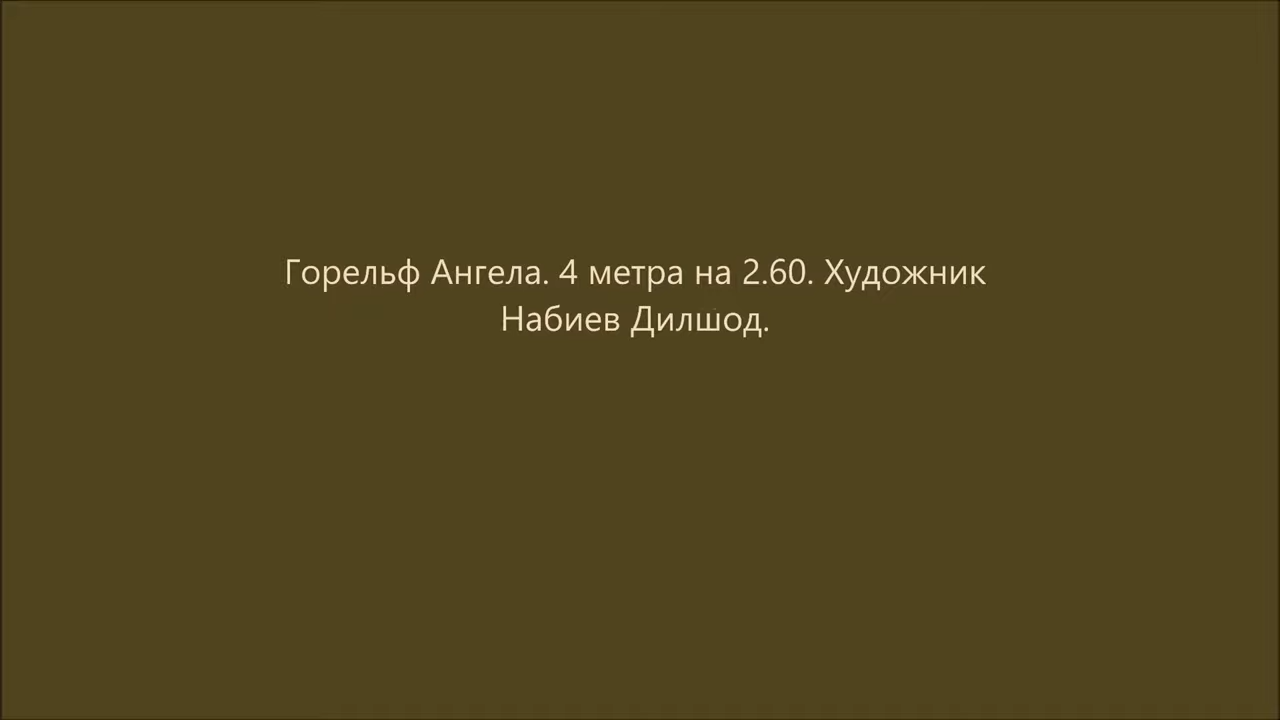 Горельф Ангела. 4 метра на 2.60. Художник
Набиев Дилшод.